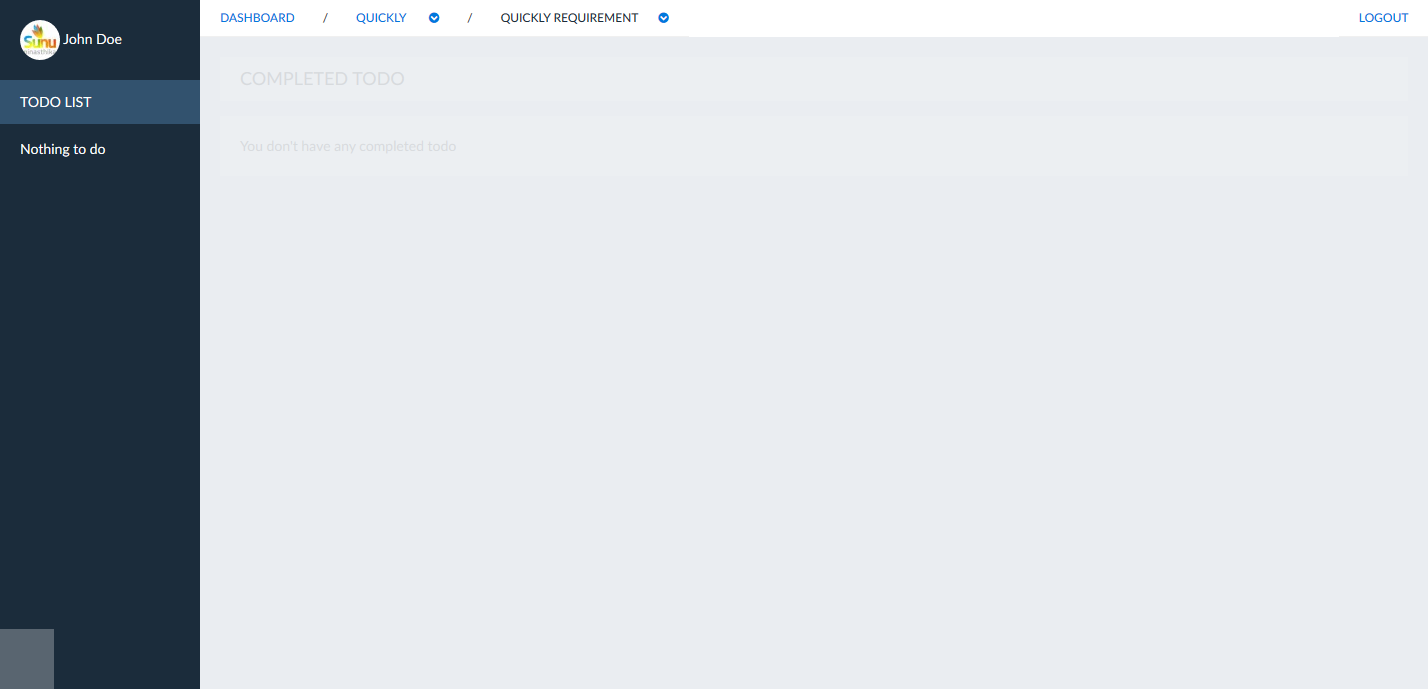 John Doe
TODO LIST
Nothing to do
DASHBOARD / QUICKLY / QUICKLY REQUIREMENT
LOGOUT
COMPLETED TODO
You don't have any completed todo
Sunu